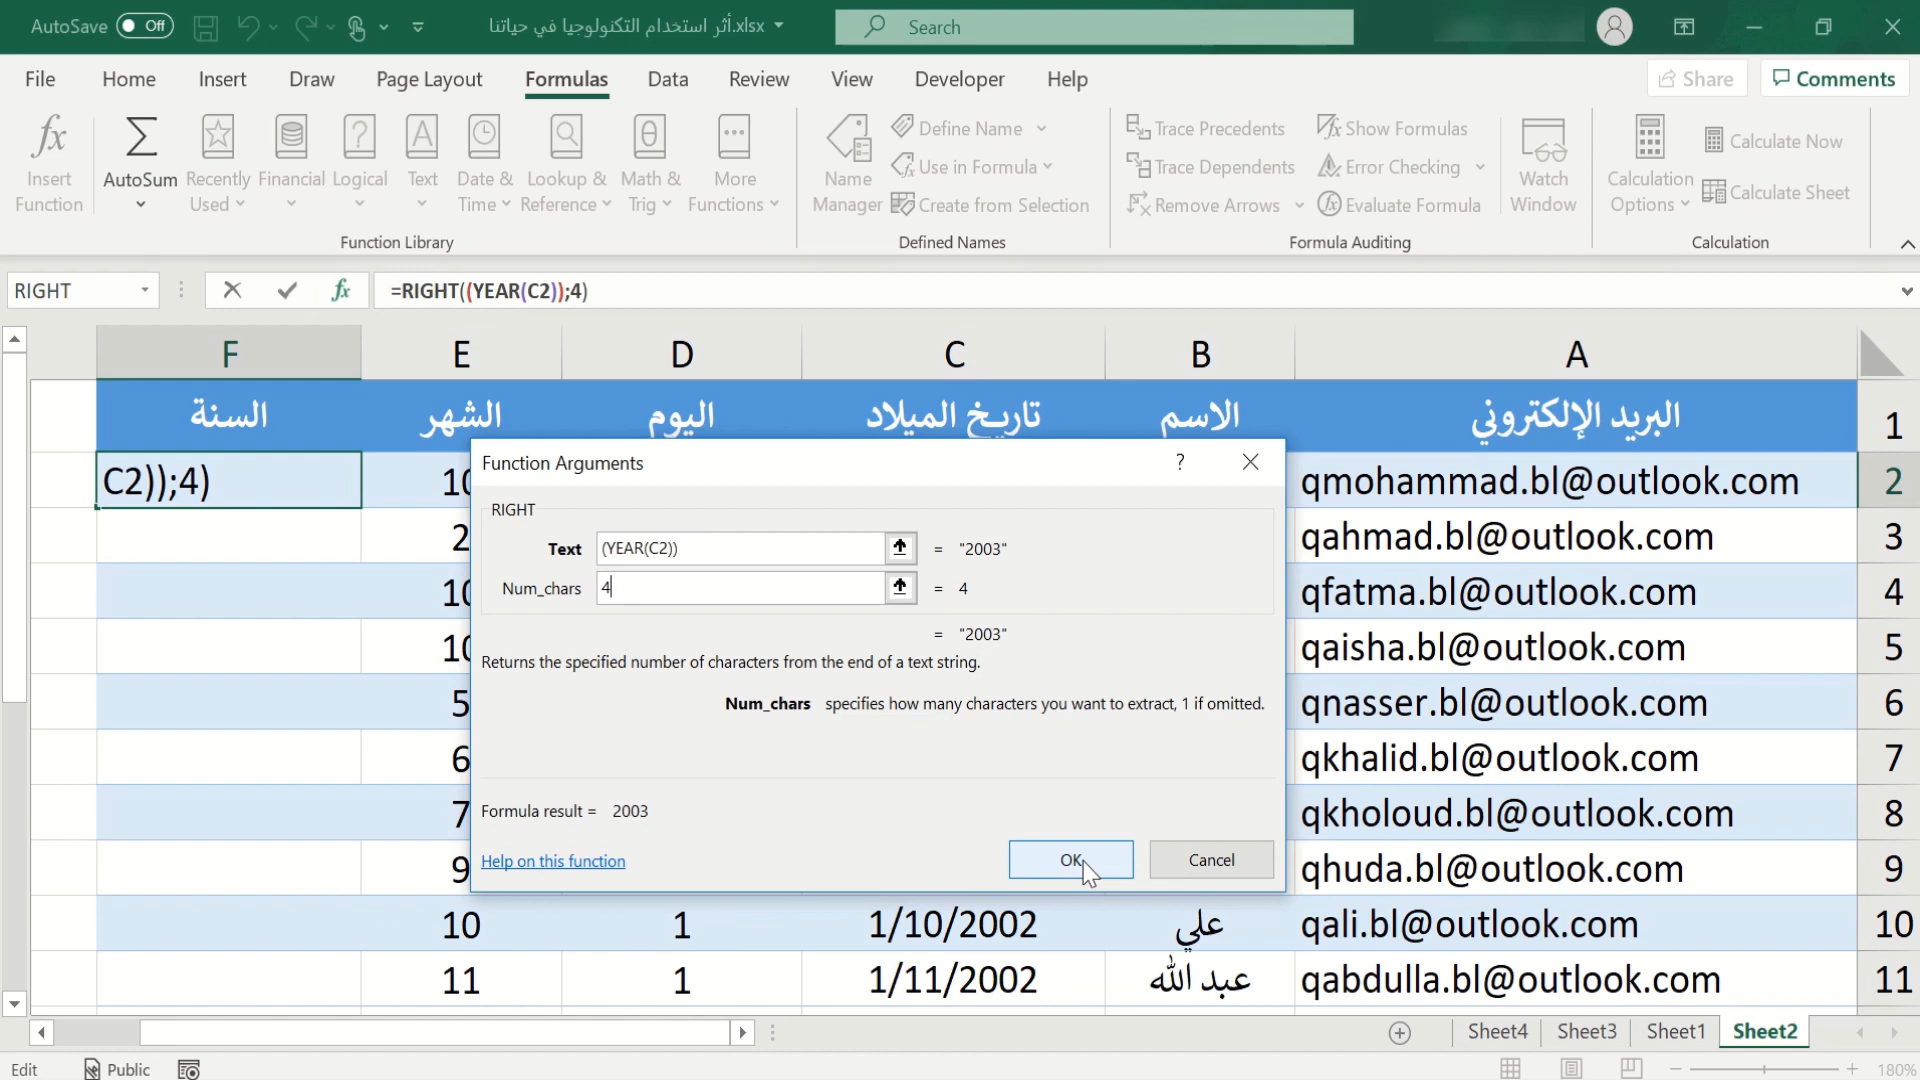 AutoSave Off
أثر استخدام التكنولوجيا في حياتنا.xlsx
Search
File Home Insert Draw Page Layout Formulas Data Review View Developer Help
Share Comments
Insert Function
AutoSum
Recently Used
Financial
Logical
Text
Date & Time
Lookup & Reference
Math & Trig
More Functions
Function Library
Name Manager
Define Name
Use in Formula
Create from Selection
Defined Names
Trace Precedents
Trace Dependents
Remove Arrows
Show Formulas
Error Checking
Evaluate Formula
Formula Auditing
Watch Window
Calculation Options
Calculate Now
Calculate Sheet
Calculation
RIGHT
fx
=RIGHT((YEAR(C2));4)
F E D C B A
البريد الإلكتروني الاسم تاريخ الميلاد اليوم الشهر السنة 1
C2));4) 10 qmohammad.bl@outlook.com 2
2 qahmad.bl@outlook.com 3
10 qfatma.bl@outlook.com 4
10 qaisha.bl@outlook.com 5
5 qnasser.bl@outlook.com 6
6 qkhalid.bl@outlook.com 7
7 qkholoud.bl@outlook.com 8
9 qhuda.bl@outlook.com 9
10 1 1/10/2002 علي qali.bl@outlook.com 10
11 1 1/11/2002 عبد الله qabdulla.bl@outlook.com 11
Function Arguments ?
RIGHT
Text (YEAR(C2)) = "2003"
Num_chars 4 = 4
= "2003"
Returns the specified number of characters from the end of a text string.
Num_chars specifies how many characters you want to extract, 1 if omitted.
Formula result = 2003
Help on this function
OK Cancel
Sheet4 Sheet3 Sheet1 Sheet2
Edit Public
180%